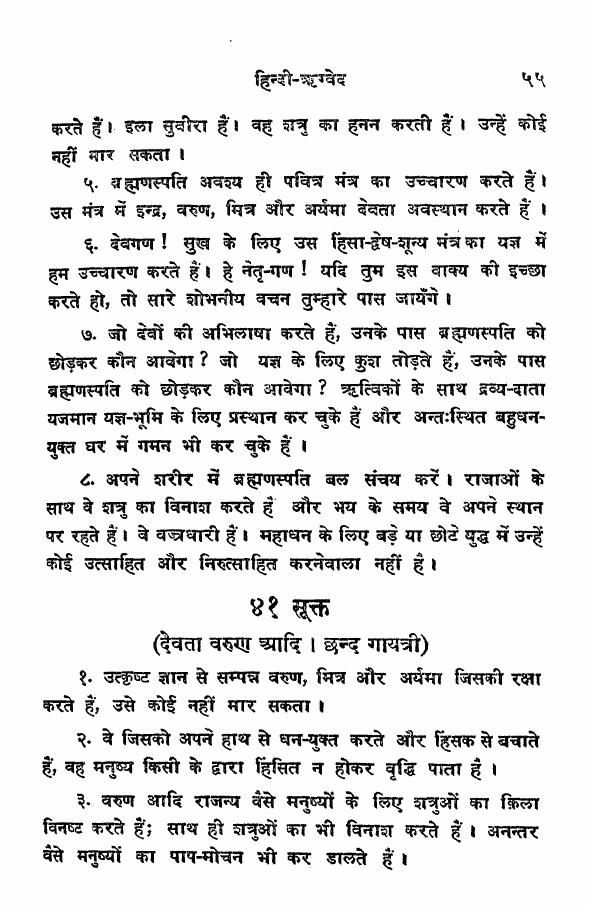 हिन्दी-ऋग्वेद ५५
करते हैं। इला सुवीरा हैं। वह शत्रु का हनन करती हैं। उन्हें कोई
नहीं मार सकता।
५. ब्रह्मणस्पति अवश्य ही पवित्र मंत्र का उच्चारण करते हैं।
उस मंत्र में इन्द्र, वरुण, मित्र और अर्यमा देवता अवस्थान करते हैं।
६. देवगण! सुख के लिए उस हिंसा-द्वेष-शून्य मंत्र का यज्ञ में
हम उच्चारण करते हैं। हे नेतृ-गण! यदि तुम इस वाक्य की इच्छा
करते हो, तो सारे शोभनीय वचन तुम्हारे पास जायँगे।
७. जो देवों की अभिलाषा करते हैं, उनके पास ब्रह्मणस्पति को
छोड़कर कौन आवेगा? जो यज्ञ के लिए कुश तोड़ते हैं, उनके पास
ब्रह्मणस्पति को छोड़कर कौन आवेगा? ऋत्विकों के साथ द्रव्य-दाता
यजमान यज्ञ-भूमि के लिए प्रस्थान कर चुके हैं और अन्तःस्थित बहुधन-
युक्त घर में गमन भी कर चुके हैं।
८. अपने शरीर में ब्रह्मणस्पति बल संचय करें। राजाओं के
साथ वे शत्रु का विनाश करते हैं और भय के समय वे अपने स्थान
पर रहते हैं। वे वज्रधारी हैं। महाधन के लिए बड़े या छोटे युद्ध में उन्हें
कोई उत्साहित और निरुत्साहित करनेवाला नहीं है।
४१ सूक्त
(देवता वरुण आदि। छन्द गायत्री)
१. उत्कृष्ट ज्ञान से सम्पन्न वरुण, मित्र और अर्यमा जिसकी रक्षा
करते हैं, उसे कोई नहीं मार सकता।
२. वे जिसको अपने हाथ से धन-युक्त करते और हिंसक से बचाते
हैं, वह मनुष्य किसी के द्वारा हिंसित न होकर वृद्धि पाता है।
३. वरुण आदि राजन्य वैसे मनुष्यों के लिए शत्रुओं का क़िला
विनष्ट करते हैं; साथ ही शत्रुओं का भी विनाश करते हैं। अनन्तर
वैसे मनुष्यों का पाप-मोचन भी कर डालते हैं।